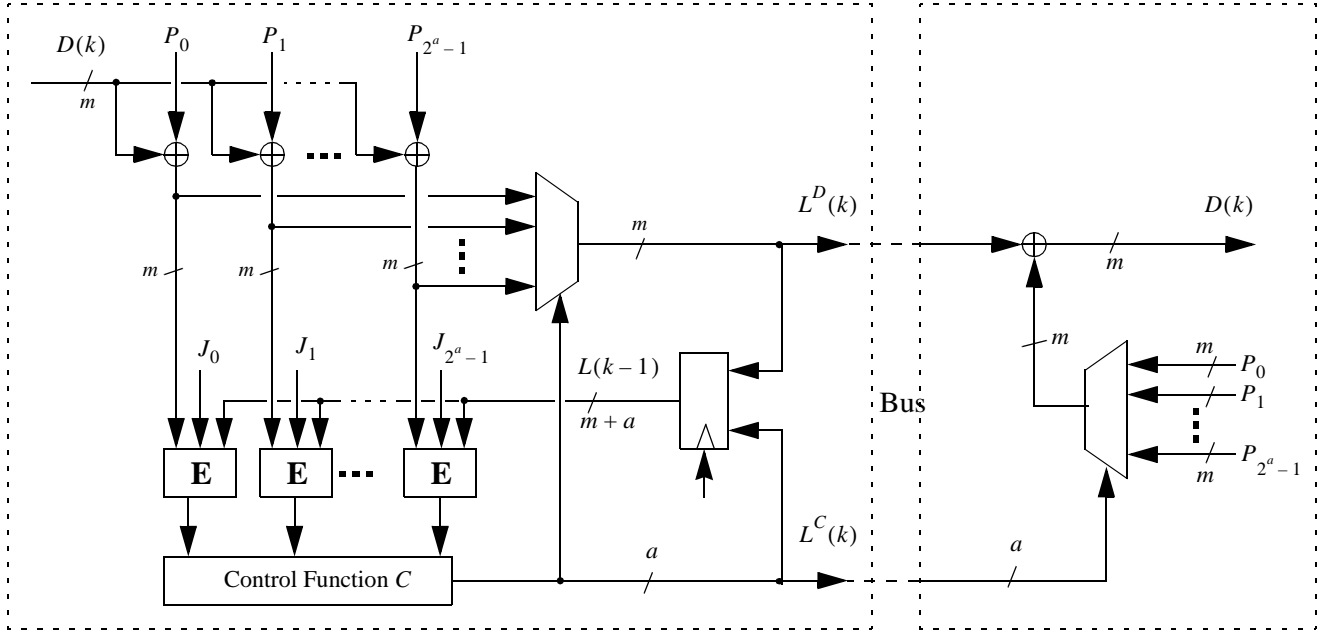 D(k)
P_0
P_1
P_{2^a – 1}
m
m
L^D(k)
D(k)
m
m
m
m
m
J_0
J_1
J_{2^a – 1}
L(k – 1)
m + a
m
m
P_0
P_1
m
P_{2^a – 1}
Bus
E
E
E
L^C(k)
Control Function C
a
a